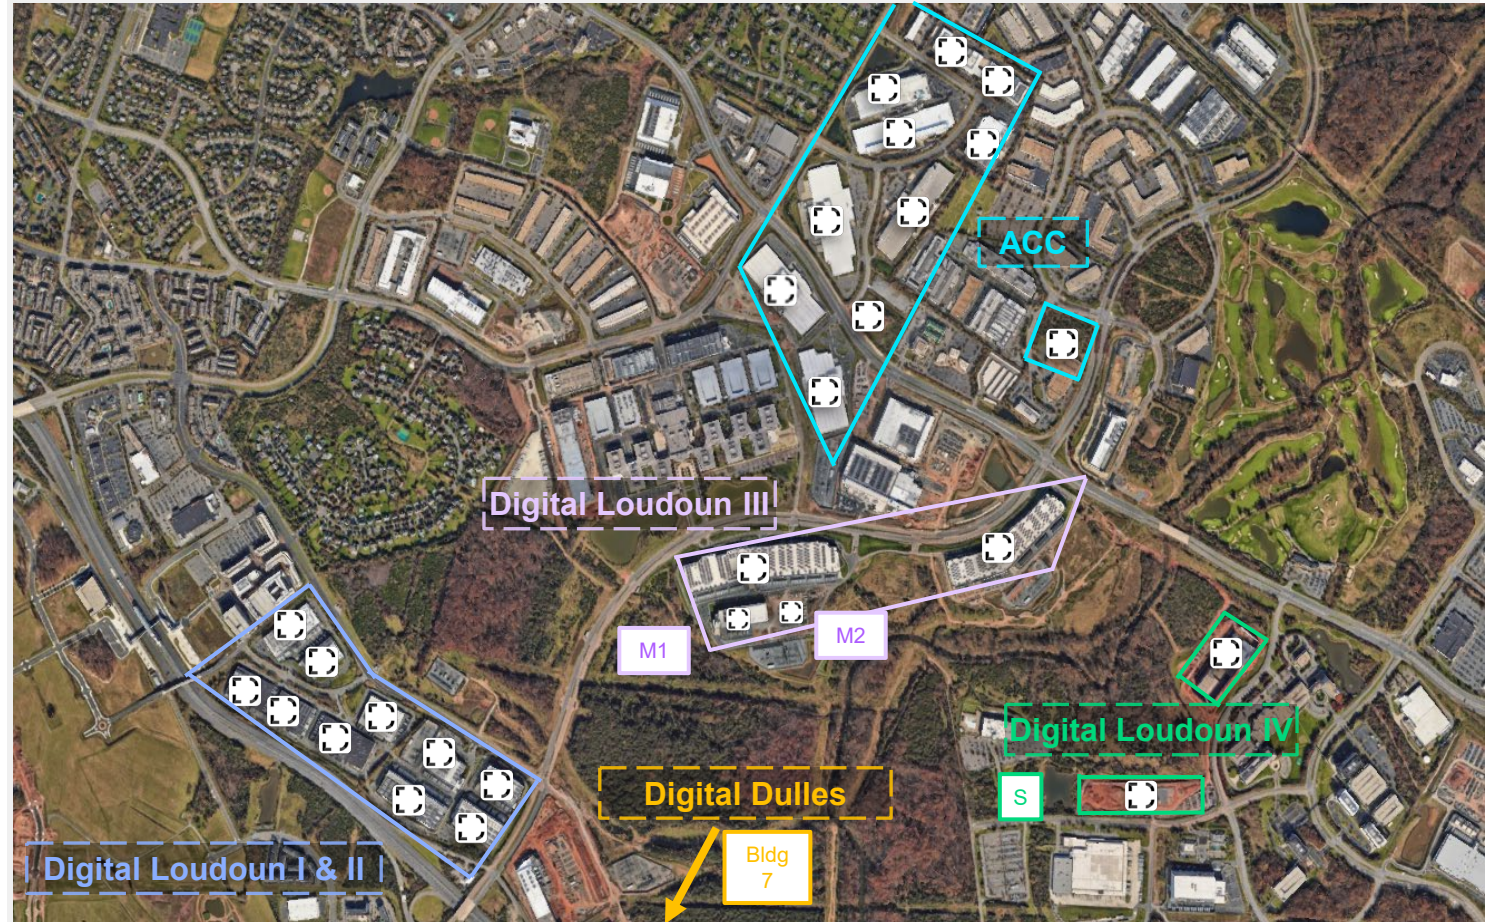 ACC
Digital Loudoun III
M1
M2
Digital Loudoun IV
S
Digital Dulles
Bldg
7
Digital Loudoun I & II